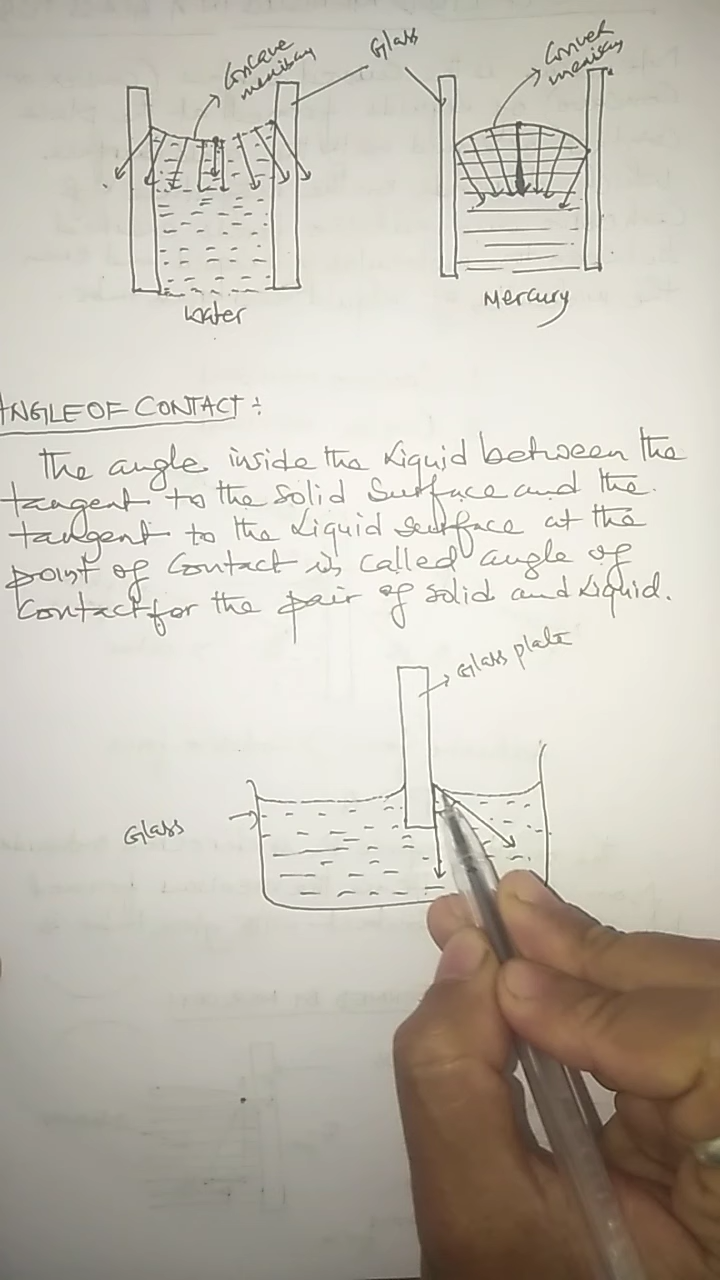 Concave
meniscus
Glass
Convex
meniscus
Water
Mercury
ANGLE OF CONTACT :
The angle inside the Liquid between the
tangent to the solid Surface and the
tangent to the Liquid surface at the
point of Contact is called angle of
Contact for the pair of solid and Liquid.
Glass plate
Glass